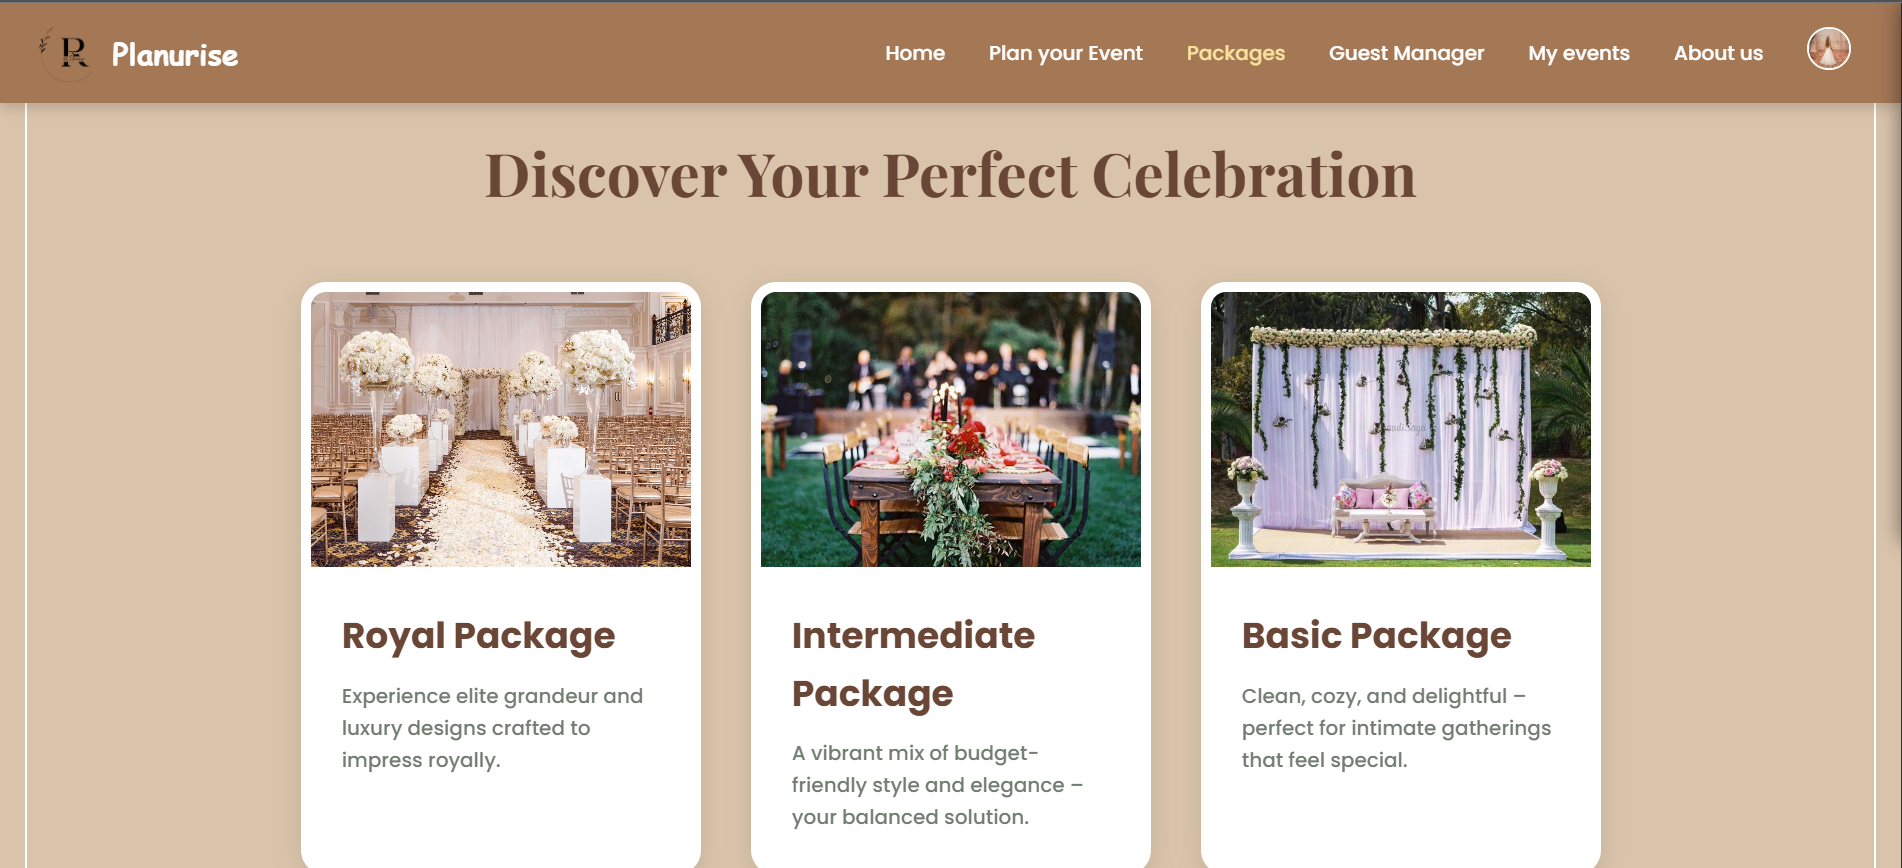 R
Planurise
Home Plan your Event Packages Guest Manager My events About us
Discover Your Perfect Celebration
Royal Package
Experience elite grandeur and
luxury designs crafted to
impress royally.
Intermediate
Package
A vibrant mix of budget-
friendly style and elegance –
your balanced solution.
Basic Package
Clean, cozy, and delightful –
perfect for intimate gatherings
that feel special.